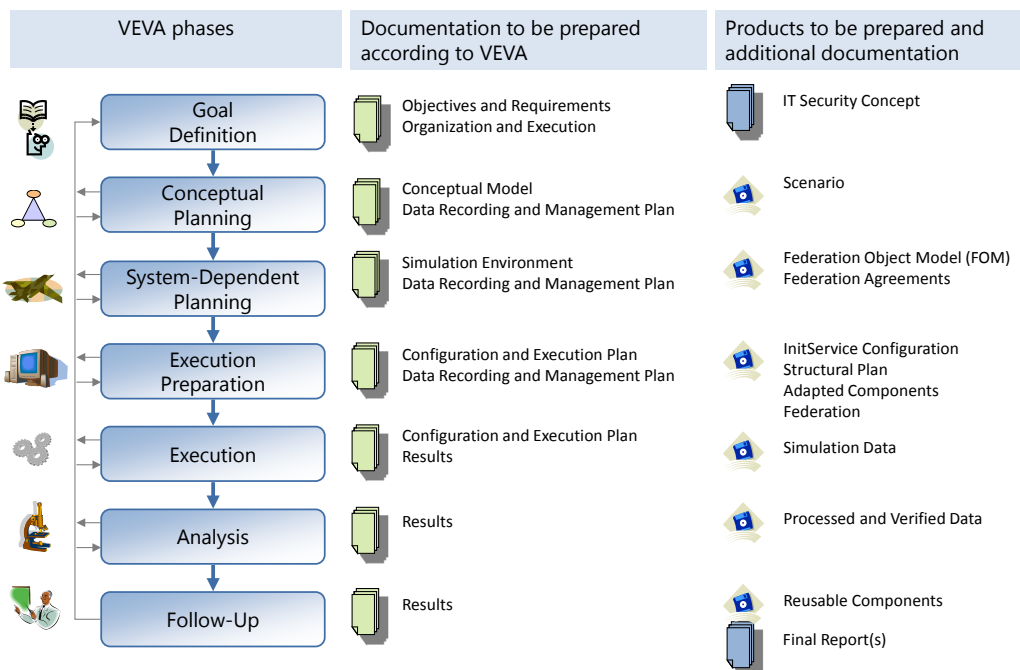 VEVA phases
Documentation to be prepared
according to VEVA
Products to be prepared and
additional documentation
Goal
Definition
Objectives and Requirements
Organization and Execution
IT Security Concept
Conceptual
Planning
Conceptual Model
Data Recording and Management Plan
Scenario
System-Dependent
Planning
Simulation Environment
Data Recording and Management Plan
Federation Object Model (FOM)
Federation Agreements
Execution
Preparation
Configuration and Execution Plan
Data Recording and Management Plan
InitService Configuration
Structural Plan
Adapted Components
Federation
Execution
Configuration and Execution Plan
Results
Simulation Data
Analysis
Results
Processed and Verified Data
Follow-Up
Results
Reusable Components
Final Report(s)